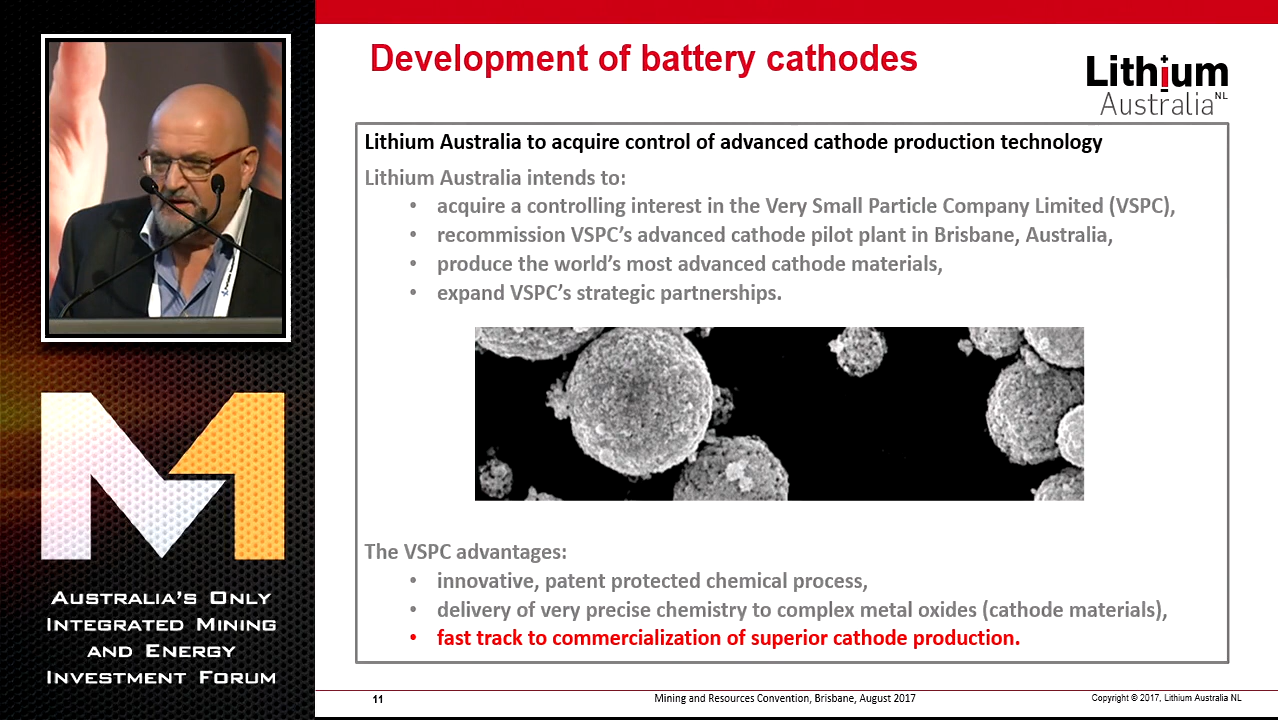 Development of battery cathodes
Lithium
Australia NL
Lithium Australia to acquire control of advanced cathode production technology
Lithium Australia intends to:
• acquire a controlling interest in the Very Small Particle Company Limited (VSPC),
• recommission VSPC’s advanced cathode pilot plant in Brisbane, Australia,
• produce the world’s most advanced cathode materials,
• expand VSPC’s strategic partnerships.
The VSPC advantages:
• innovative, patent protected chemical process,
• delivery of very precise chemistry to complex metal oxides (cathode materials),
• fast track to commercialization of superior cathode production.
11
Mining and Resources Convention, Brisbane, August 2017
Copyright © 2017, Lithium Australia NL
Australia’s Only
Integrated Mining
and Energy
Investment Forum